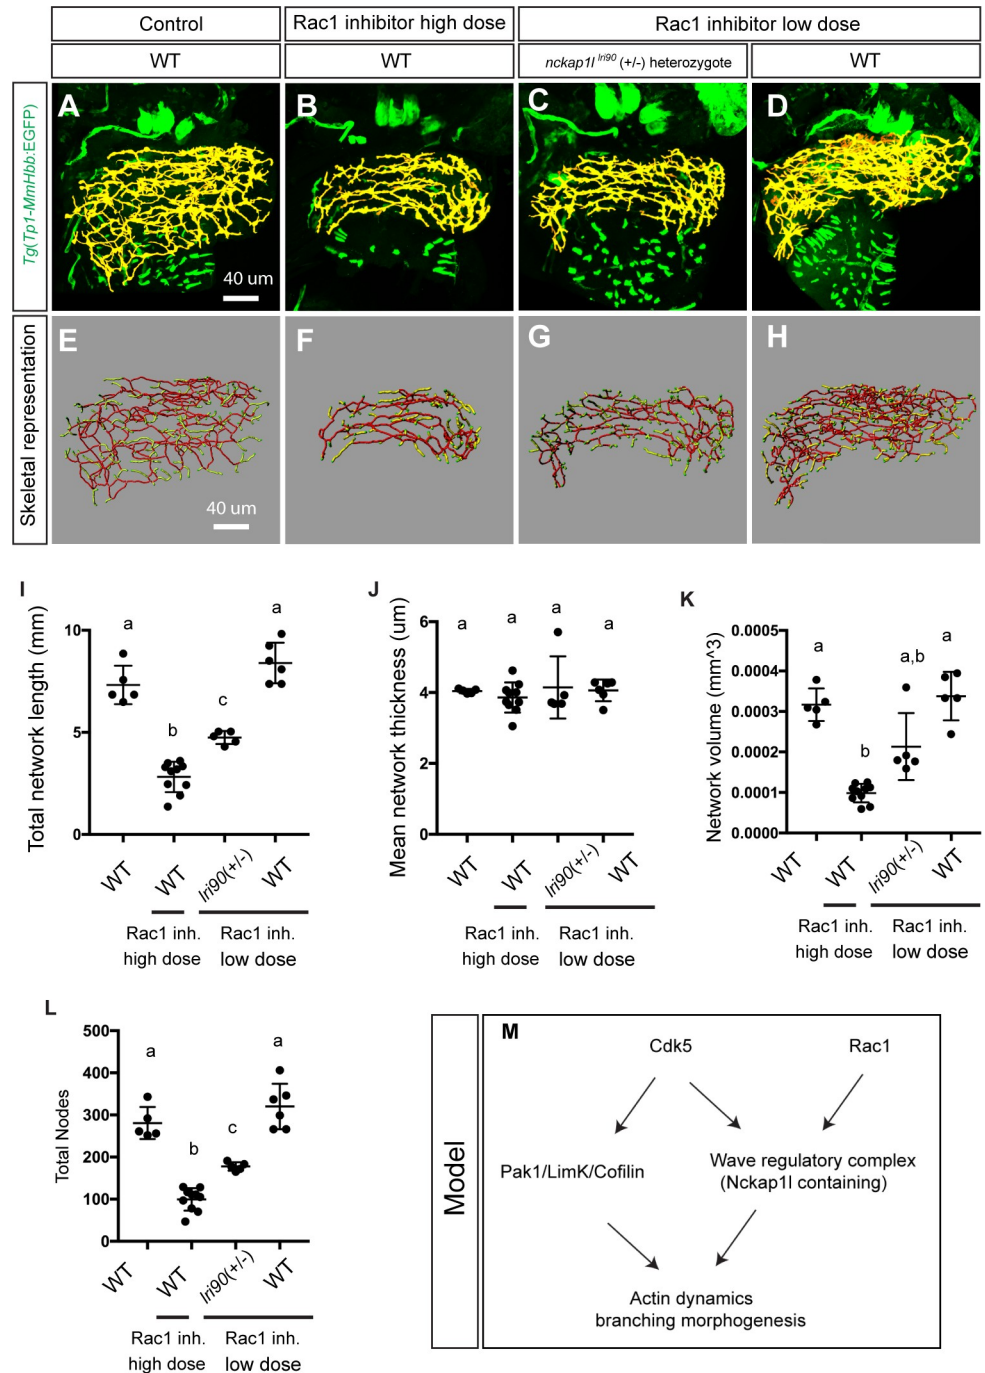 Control
Rac1 inhibitor high dose
Rac1 inhibitor low dose
WT
WT
nckap1l lri90 (+/-) heterozygote
WT
Tg(Tp1-MmHbb:EGFP)
A
B
C
D
40 um
Skeletal representation
E
F
G
H
40 um
I
Total network length (mm)
10
5
0
a
b
c
a
WT
WT
lri90(+/-)
WT
Rac1 inh.
high dose
Rac1 inh.
low dose
J
Mean network thickness (um)
6
4
2
0
a
a
a
a
WT
WT
lri90(+/-)
WT
Rac1 inh.
high dose
Rac1 inh.
low dose
K
Network volume (mm^3)
0.0005
0.0004
0.0003
0.0002
0.0001
0.0000
a
b
a,b
a
WT
WT
lri90(+/-)
WT
Rac1 inh.
high dose
Rac1 inh.
low dose
L
Total Nodes
500
400
300
200
100
0
a
b
c
a
WT
WT
lri90(+/-)
WT
Rac1 inh.
high dose
Rac1 inh.
low dose
Model
M
Cdk5
Rac1
Pak1/LimK/Cofilin
Wave regulatory complex
(Nckap1l containing)
Actin dynamics
branching morphogenesis